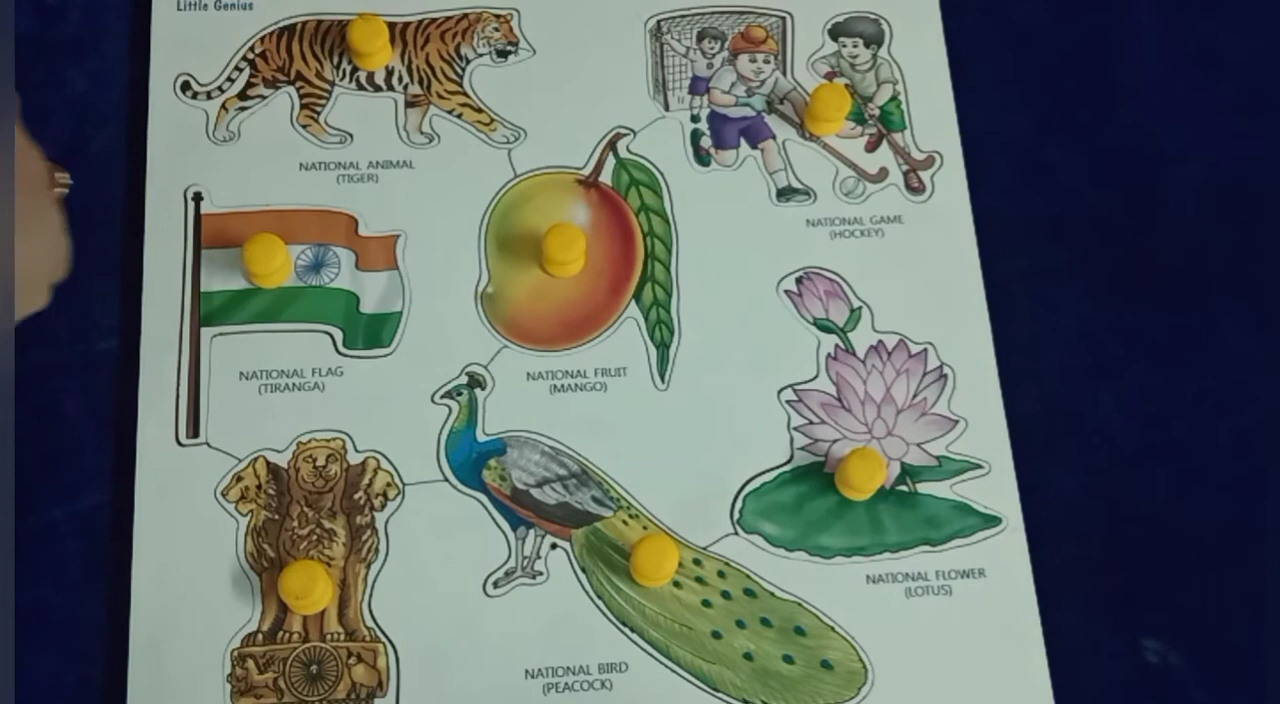 Little Genius
NATIONAL ANIMAL
(TIGER)
NATIONAL GAME
(HOCKEY)
NATIONAL FLAG
(TIRANGA)
NATIONAL FRUIT
(MANGO)
NATIONAL FLOWER
(LOTUS)
NATIONAL BIRD
(PEACOCK)